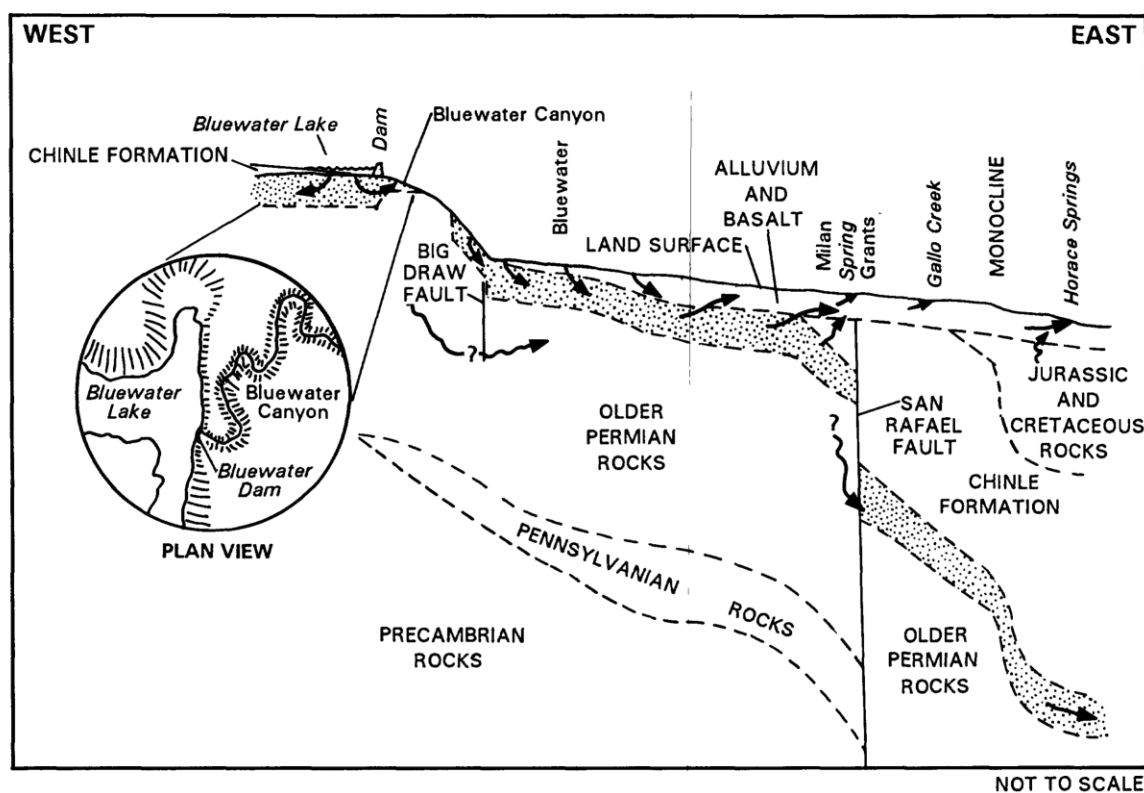 WEST
EAST
Bluewater Lake
Dam
Bluewater Canyon
CHINLE FORMATION
Bluewater
ALLUVIUM
AND
BASALT
LAND SURFACE
Milan
Spring
Grants
Gallo Creek
MONOCLINE
Horace Springs
BIG
DRAW
FAULT
?
Bluewater
Lake
Bluewater
Canyon
Bluewater
Dam
PLAN VIEW
OLDER
PERMIAN
ROCKS
?
SAN
RAFAEL
FAULT
JURASSIC
AND
CRETACEOUS
ROCKS
CHINLE
FORMATION
PENNSYLVANIAN
ROCKS
PRECAMBRIAN
ROCKS
OLDER
PERMIAN
ROCKS
NOT TO SCALE